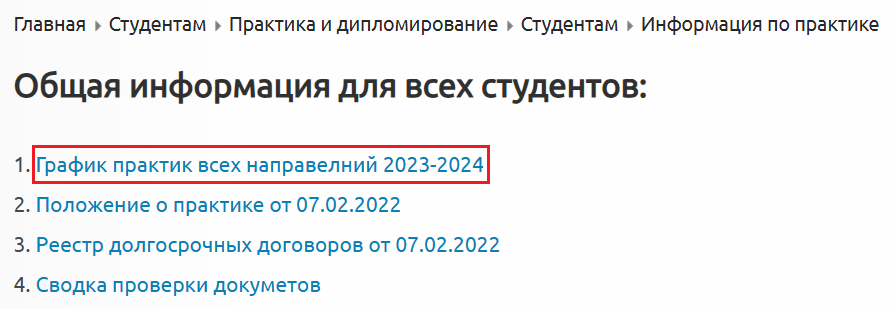 Главная ▸ Студентам ▸ Практика и дипломирование ▸ Студентам ▸ Информация по практике
Общая информация для всех студентов:
1. График практик всех направелний 2023-2024
2. Положение о практике от 07.02.2022
3. Реестр долгосрочных договоров от 07.02.2022
4. Сводка проверки докуметов